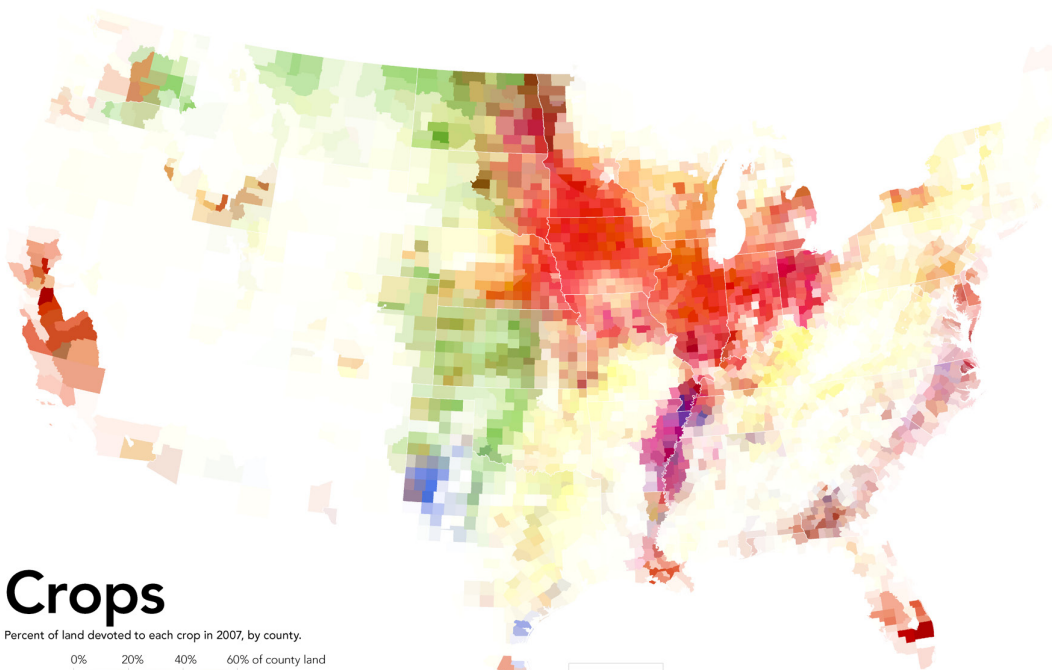 Crops
Percent of land devoted to each crop in 2007, by county.
0% 20% 40% 60% of county land